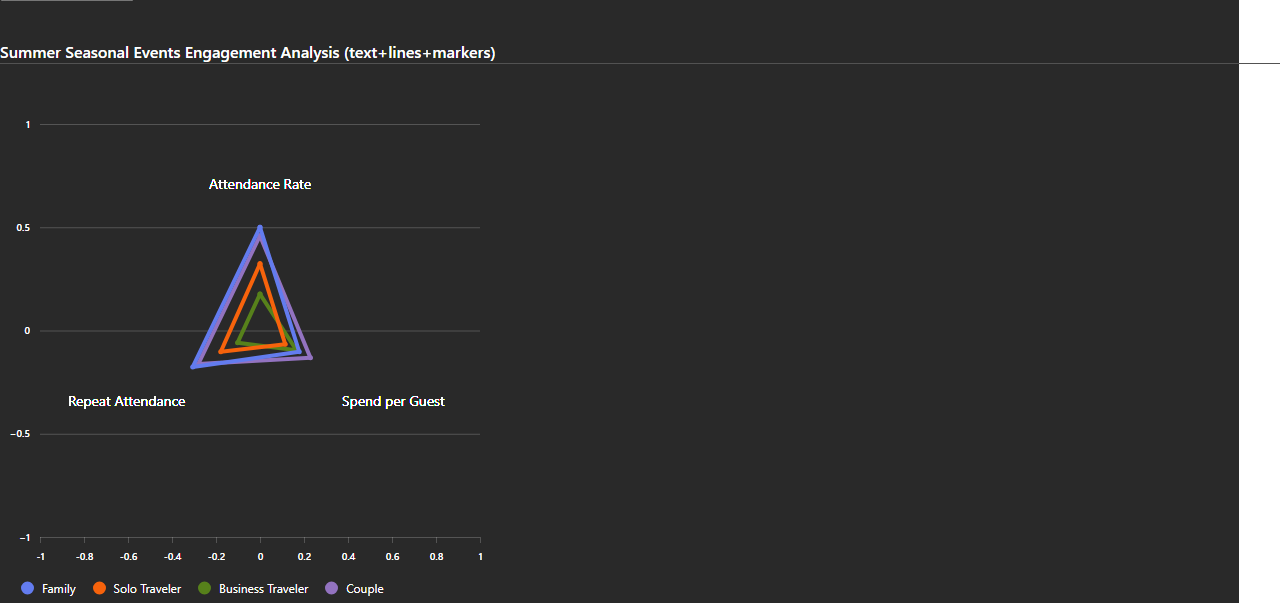 Summer Seasonal Events Engagement Analysis (text+lines+markers)
1
Attendance Rate
0.5
0
Repeat Attendance Spend per Guest
−0.5
−1
-1 -0.8 -0.6 -0.4 -0.2 0 0.2 0.4 0.6 0.8 1
Family Solo Traveler Business Traveler Couple